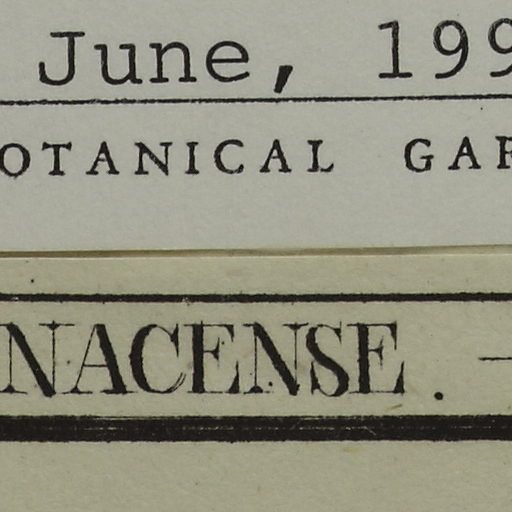 June, 199
OTANICAL GAR
NACENSE. –